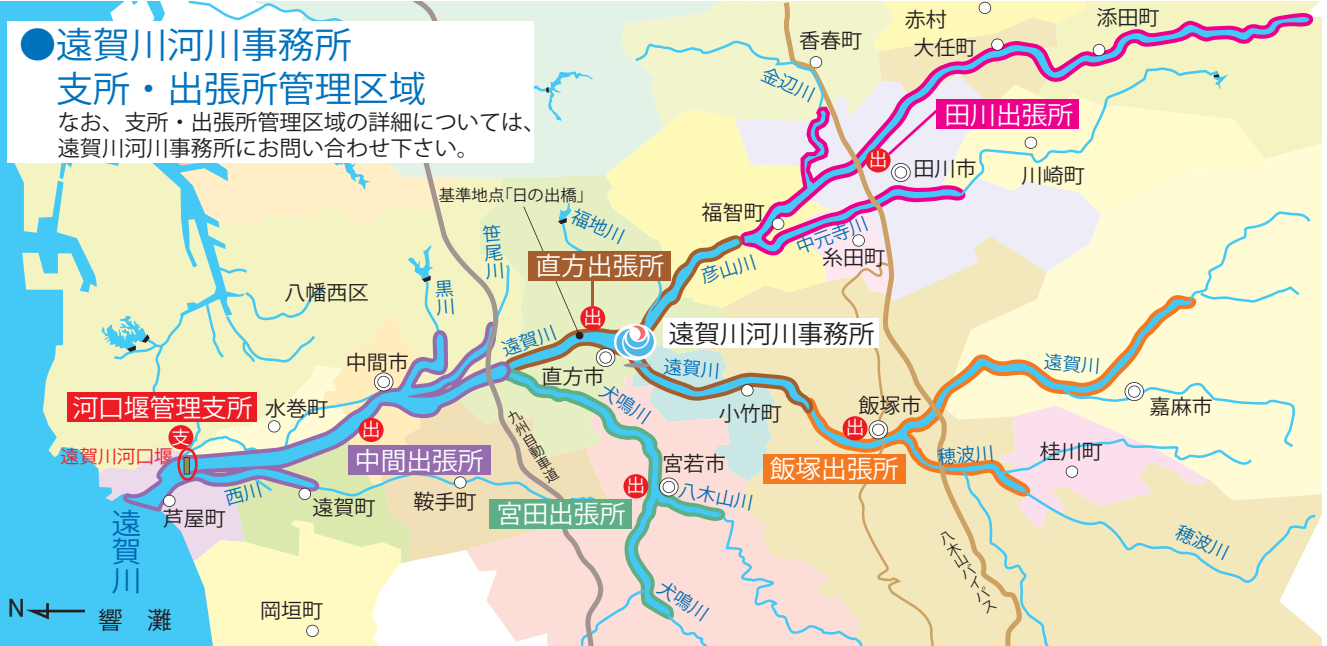 ●遠賀川河川事務所
支所・出張所管理区域
なお、支所・出張所管理区域の詳細については、
遠賀川河川事務所にお問い合わせ下さい。
赤村
添田町
香春町
大任町
金辺川
田川出張所
出
田川市
川崎町
基準地点「日の出橋」
福智町
福地川
中元寺川
笹尾川
糸田町
直方出張所
彦山川
黒川
八幡西区
出
遠賀川
遠賀川河川事務所
中間市
遠賀川
遠賀川
直方市
河口堰管理支所
水巻町
犬鳴川
小竹町
飯塚市
嘉麻市
支
出
九州自動車道
出
遠賀川河口堰
中間出張所
宮若市
飯塚出張所
穂波川
桂川町
西川
遠賀町
鞍手町
出
八木山川
芦屋町
宮田出張所
遠賀川
穂波川
八木山バイパス
犬鳴川
N
響灘
岡垣町